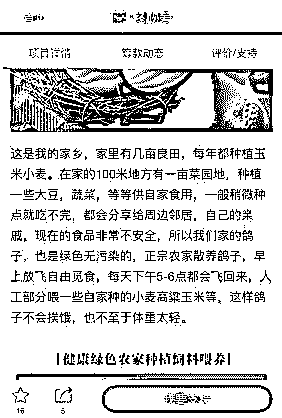 项目详情 筹款动态 评价/支持
这是我的家乡，家里有几亩良田，每年都种植玉
米小麦。在家的100米地方有一亩菜园地，种植
一些大豆，蔬菜，等等供自家食用，一般稍微种
点就吃不完，都会分享给周边邻居，自己的亲
戚。现在的食品非常不安全，所以我们家的鸽
子，也是绿色无污染的，正宗农家散养鸽子，早
上放飞自由觅食，每天下午5-6点都会飞回来，人
工部分喂一些自家种的小麦高粱玉米等。这样鸽
子不会挨饿，也不至于体重太轻。
健康绿色农家种植饲料喂养